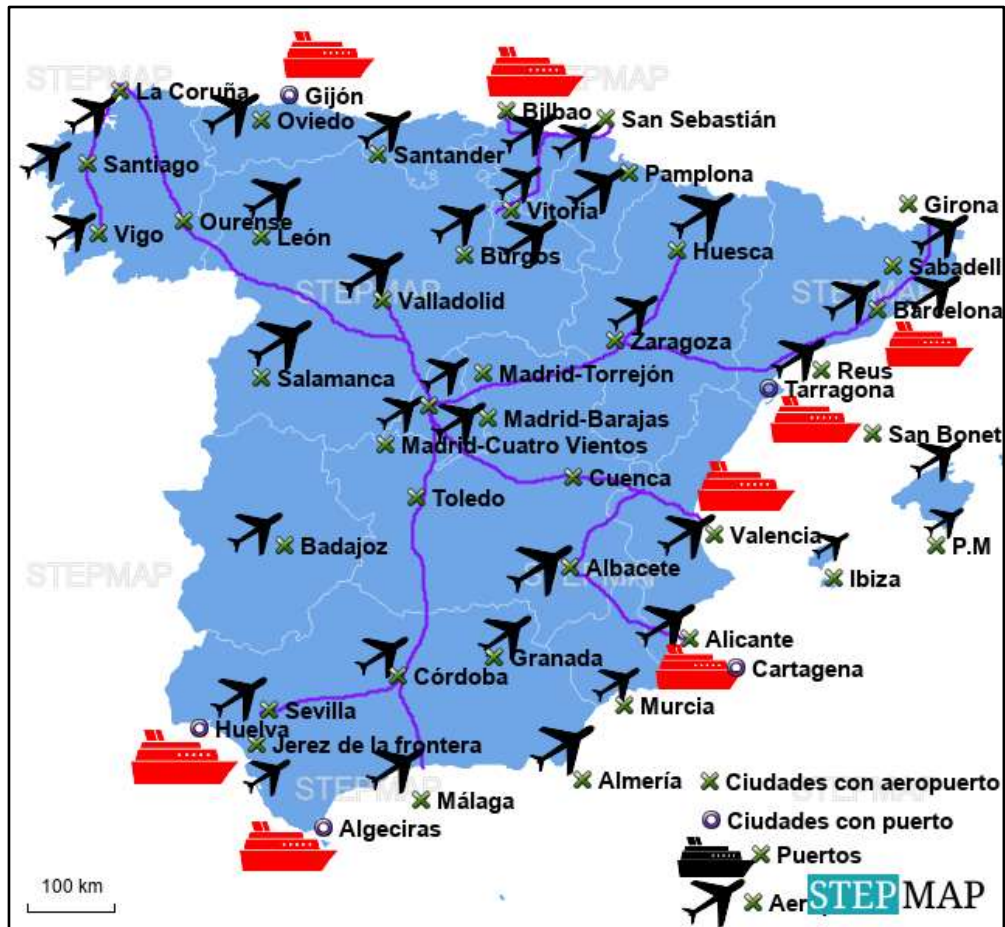 STEPMAP
STEPMAP
La Coruña
Gijón
Bilbao
Oviedo
San Sebastián
Santander
Santiago
Pamplona
Girona
Vitoria
Ourense
Vigo
León
Burgos
Huesca
Sabadell
STEPMAP
STEPMAP
Valladolid
Barcelona
Zaragoza
Salamanca
Madrid-Torrejón
Reus
Tarragona
Madrid-Barajas
San Bonet
Madrid-Cuatro Vientos
Cuenca
Toledo
Valencia
Badajoz
P.M
STEPMAP
STEPMAP
Albacete
Ibiza
Alicante
Granada
Cartagena
Córdoba
Murcia
Sevilla
Huelva
Jerez de la frontera
STEPMAP
STEPMAP
Almería
Ciudades con aeropuerto
Málaga
Ciudades con puerto
Algeciras
Puertos
100 km
STEPMAP